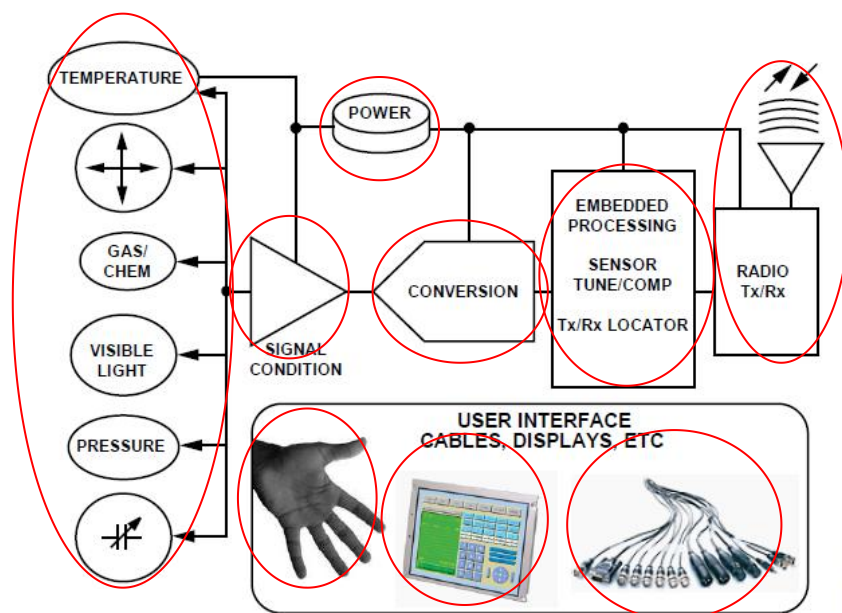 TEMPERATURE
POWER
GAS/
CHEM
VISIBLE
LIGHT
PRESSURE
SIGNAL
CONDITION
CONVERSION
EMBEDDED
PROCESSING
SENSOR
TUNE/COMP
Tx/Rx LOCATOR
RADIO
Tx/Rx
USER INTERFACE
CABLES, DISPLAYS, ETC